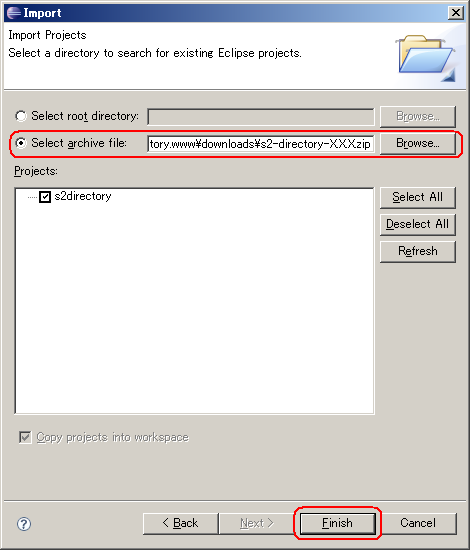 Import
Import Projects
Select a directory to search for existing Eclipse projects.
Select root directory:
Browse...
Select archive file:
tory.www¥downloads¥s2-directory-X.X.X.zip
Browse...
Projects:
s2directory
Select All
Deselect All
Refresh
Copy projects into workspace
?
< Back
Next >
Finish
Cancel